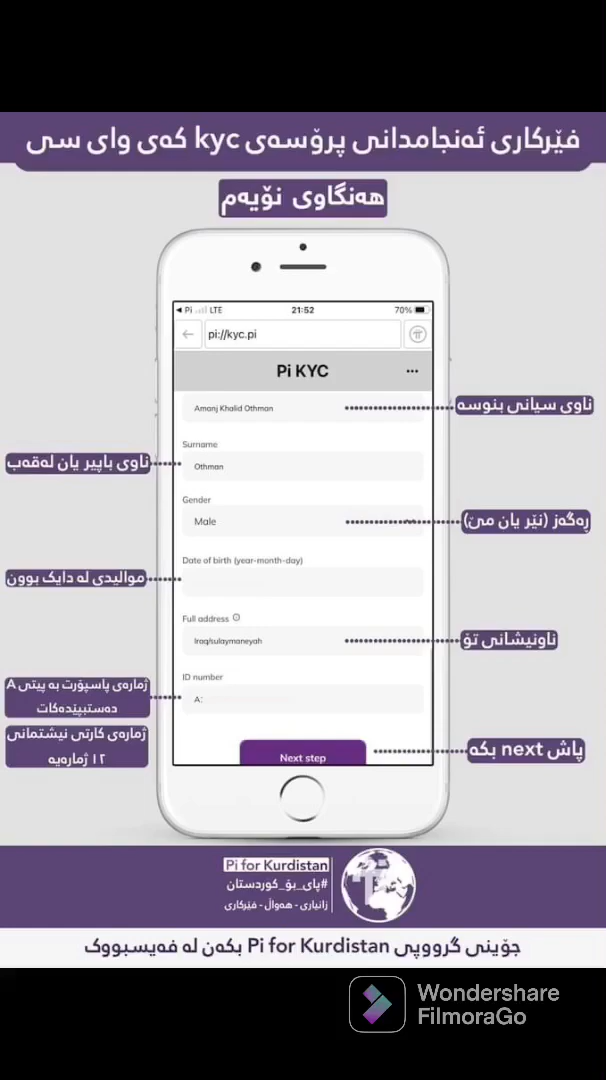 فێرکاری ئەنجامدانی پرۆسەی kyc کەی وای سی
هەنگاوی نۆیەم
Pi LTE 21:52 70%
pi://kyc.pi
Pi KYC
Amanj Khalid Othman
ناوی سیانی بنوسە
Surname
Othman
ناوی باپیر یان لەقەب
Gender
Male
ڕەگەز (نێر یان مێ)
Date of birth (year-month-day)
موالیدی لە دایک بوون
Full address
Iraq/sulaymaneyah
ناونیشانی تۆ
ID number
A:
ژمارەی پاسپۆرت بە پیتی A
دەستپێدەکات
ژمارەی کارتی نیشتمانی
١٢ ژمارەیە
Next step
پاش next بکە
Pi for Kurdistan
#پای_بۆ_کوردستان
زانیاری - هەواڵ - فێرکاری
جۆینی گرووپی Pi for Kurdistan بکەن لە فەیسبووک
Wondershare
FilmoraGo